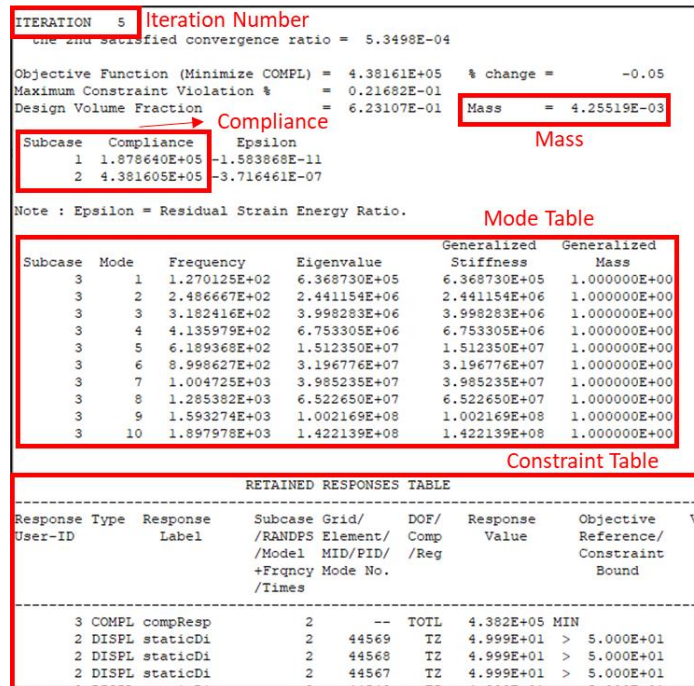 ITERATION 5 Iteration Number
the 2nd satisfied convergence ratio = 5.3498E-04
Objective Function (Minimize COMPL) = 4.38161E+05 % change = -0.05
Maximum Constraint Violation % = 0.21682E-01
Design Volume Fraction = 6.23107E-01 Mass = 4.25519E-03
Compliance
Mass
Subcase Compliance Epsilon
1 1.878640E+05 -1.583868E-11
2 4.381605E+05 -3.716461E-07
Note : Epsilon = Residual Strain Energy Ratio.
Mode Table
Generalized Generalized
Subcase Mode Frequency Eigenvalue Stiffness Mass
3 1 1.270125E+02 6.368730E+05 6.368730E+05 1.000000E+00
3 2 2.486667E+02 2.441154E+06 2.441154E+06 1.000000E+00
3 3 3.182416E+02 3.998283E+06 3.998283E+06 1.000000E+00
3 4 4.135979E+02 6.753305E+06 6.753305E+06 1.000000E+00
3 5 6.189368E+02 1.512350E+07 1.512350E+07 1.000000E+00
3 6 8.998627E+02 3.196776E+07 3.196776E+07 1.000000E+00
3 7 1.004725E+03 3.985235E+07 3.985235E+07 1.000000E+00
3 8 1.285382E+03 6.522650E+07 6.522650E+07 1.000000E+00
3 9 1.593274E+03 1.002169E+08 1.002169E+08 1.000000E+00
3 10 1.897978E+03 1.422139E+08 1.422139E+08 1.000000E+00
Constraint Table
RETAINED RESPONSES TABLE
Response Type Response Subcase Grid/ DOF/ Response Objective
User-ID Label /RANDPS Element/ Comp Value Reference/
/Model MID/PID/ /Reg Constraint
+Frqncy Mode No. Bound
/Times
3 COMPL compResp 2 -- TOTL 4.382E+05 MIN
2 DISPL staticDi 2 44569 TZ 4.999E+01 > 5.000E+01
2 DISPL staticDi 2 44568 TZ 4.999E+01 > 5.000E+01
2 DISPL staticDi 2 44567 TZ 4.999E+01 > 5.000E+01